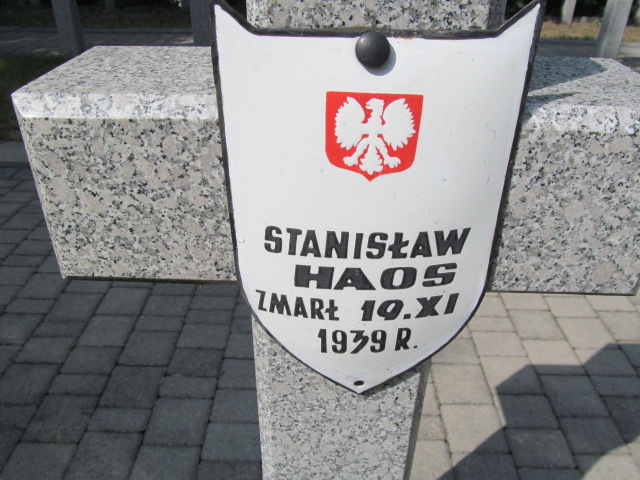 STANISŁAW
HAOS
ZMARŁ 19.XI
1939 R.